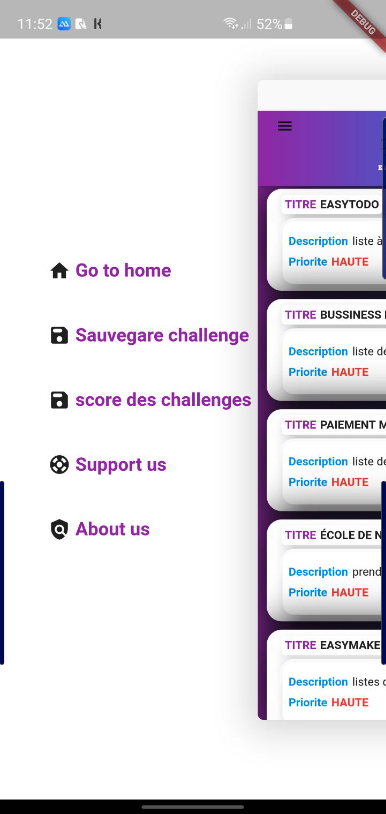 11:52
52%
DEBUG
Go to home
Sauvegare challenge
score des challenges
Support us
About us
TITRE EASYTODO
Description liste à
Priorite HAUTE
TITRE BUSSINESS
Description liste de
Priorite HAUTE
TITRE PAIEMENT M
Description liste de
Priorite HAUTE
TITRE ÉCOLE DE N
Description prend
Priorite HAUTE
TITRE EASYMAKE
Description listes
Priorite HAUTE